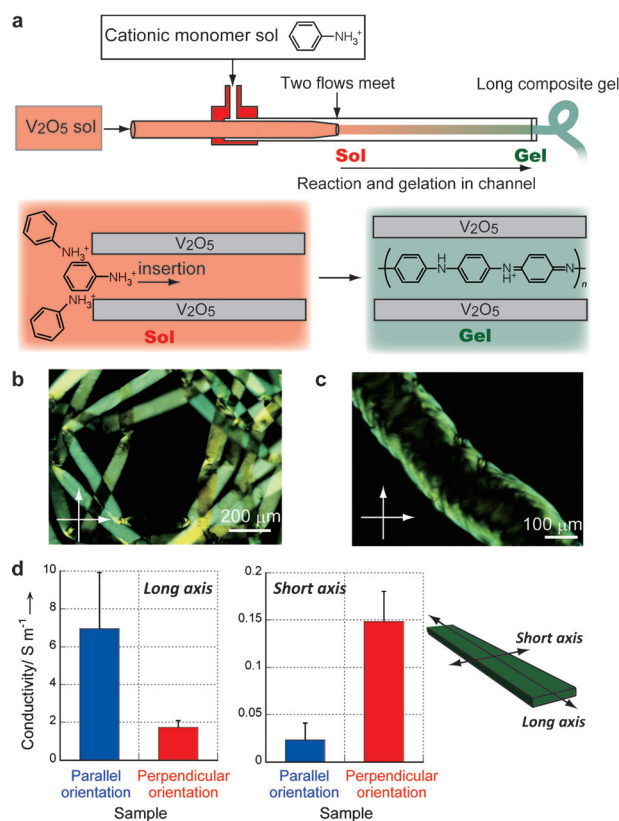 a
Cationic monomer sol
NH₃⁺
Two flows meet
Long composite gel
V₂O₅ sol
Sol
Gel
Reaction and gelation in channel
V₂O₅
NH₃⁺
NH₃⁺
insertion
NH₃⁺
V₂O₅
Sol
V₂O₅
H
N
N
H⁺
N
n
V₂O₅
Gel
b
200 μm
c
100 μm
d
Conductivity/ S m⁻¹
10
8
6
4
2
0
Long axis
Parallel
orientation
Perpendicular
orientation
Sample
0.2
0.15
0.1
0.05
0
Short axis
Parallel
orientation
Perpendicular
orientation
Sample
Short axis
Long axis